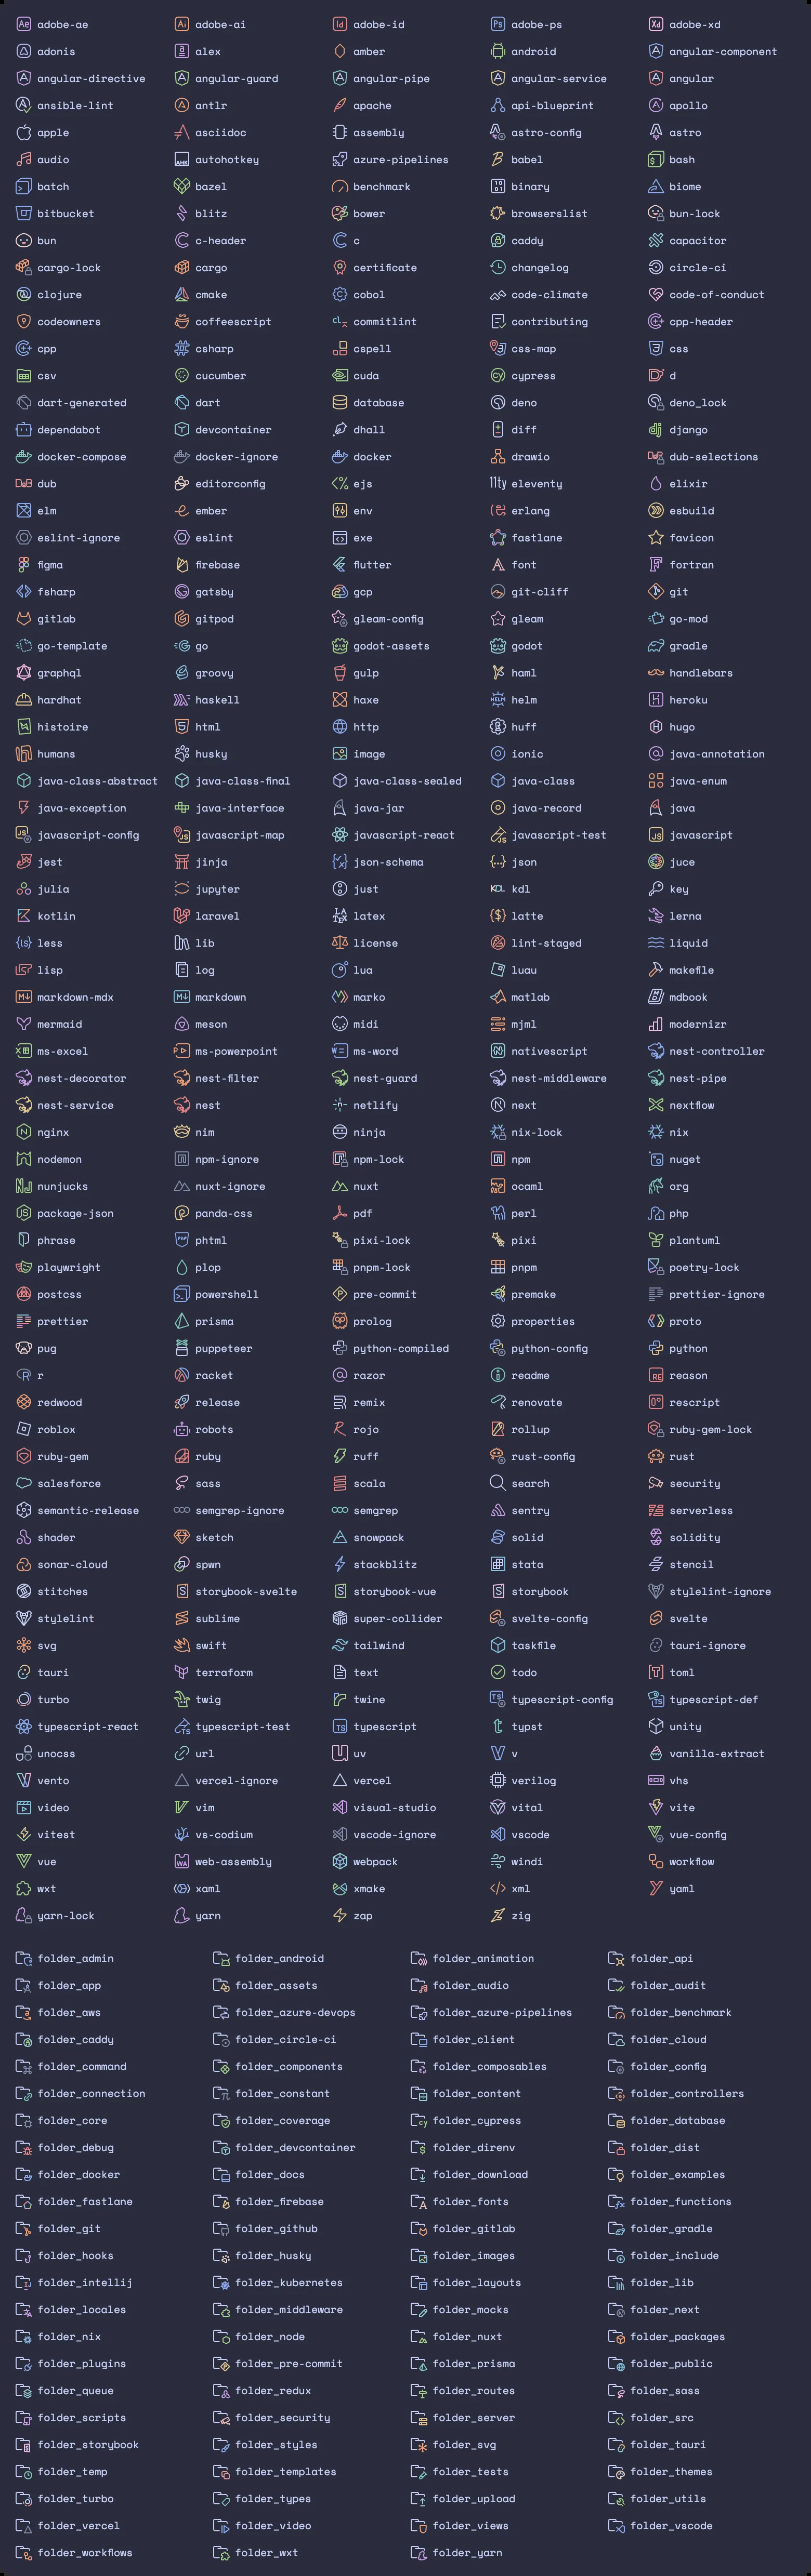 adobe-ae adobe-ai adobe-id adobe-ps adobe-xd
adonis alex amber android angular-component
angular-directive angular-guard angular-pipe angular-service angular
ansible-lint antlr apache api-blueprint apollo
apple asciidoc assembly astro-config astro
audio autohotkey azure-pipelines babel bash
batch bazel benchmark binary biome
bitbucket blitz bower browserslist bun-lock
bun c-header c caddy capacitor
cargo-lock cargo certificate changelog circle-ci
clojure cmake cobol code-climate code-of-conduct
codeowners coffeescript commitlint contributing cpp-header
cpp csharp cspell css-map css
csv cucumber cuda cypress d
dart-generated dart database deno deno_lock
dependabot devcontainer dhall diff django
docker-compose docker-ignore docker drawio dub-selections
dub editorconfig ejs eleventy elixir
elm ember env erlang esbuild
eslint-ignore eslint exe fastlane favicon
figma firebase flutter font fortran
fsharp gatsby gcp git-cliff git
gitlab gitpod gleam-config gleam go-mod
go-template go godot-assets godot gradle
graphql groovy gulp haml handlebars
hardhat haskell haxe helm heroku
histoire html http huff hugo
humans husky image ionic java-annotation
java-class-abstract java-class-final java-class-sealed java-class java-enum
java-exception java-interface java-jar java-record java
javascript-config javascript-map javascript-react javascript-test javascript
jest jinja json-schema json juce
julia jupyter just kdl key
kotlin laravel latex latte lerna
less lib license lint-staged liquid
lisp log lua luau makefile
markdown-mdx markdown marko matlab mdbook
mermaid meson midi mjml modernizr
ms-excel ms-powerpoint ms-word nativescript nest-controller
nest-decorator nest-filter nest-guard nest-middleware nest-pipe
nest-service nest netlify next nextflow
nginx nim ninja nix-lock nix
nodemon npm-ignore npm-lock npm nuget
nunjucks nuxt-ignore nuxt ocaml org
package-json panda-css pdf perl php
phrase phtml pixi-lock pixi plantuml
playwright plop pnpm-lock pnpm poetry-lock
postcss powershell pre-commit premake prettier-ignore
prettier prisma prolog properties proto
pug puppeteer python-compiled python-config python
r racket razor readme reason
redwood release remix renovate rescript
roblox robots rojo rollup ruby-gem-lock
ruby-gem ruby ruff rust-config rust
salesforce sass scala search security
semantic-release semgrep-ignore semgrep sentry serverless
shader sketch snowpack solid solidity
sonar-cloud spwn stackblitz stata stencil
stitches storybook-svelte storybook-vue storybook stylelint-ignore
stylelint sublime super-collider svelte-config svelte
svg swift tailwind taskfile tauri-ignore
tauri terraform text todo toml
turbo twig twine typescript-config typescript-def
typescript-react typescript-test typescript typst unity
unocss url uv v vanilla-extract
vento vercel-ignore vercel verilog vhs
video vim visual-studio vital vite
vitest vs-codium vscode-ignore vscode vue-config
vue web-assembly webpack windi workflow
wxt xaml xmake xml yaml
yarn-lock yarn zap zig
folder_admin folder_android folder_animation folder_api
folder_app folder_assets folder_audio folder_audit
folder_aws folder_azure-devops folder_azure-pipelines folder_benchmark
folder_caddy folder_circle-ci folder_client folder_cloud
folder_command folder_components folder_composables folder_config
folder_connection folder_constant folder_content folder_controllers
folder_core folder_coverage folder_cypress folder_database
folder_debug folder_devcontainer folder_direnv folder_dist
folder_docker folder_docs folder_download folder_examples
folder_fastlane folder_firebase folder_fonts folder_functions
folder_git folder_github folder_gitlab folder_gradle
folder_hooks folder_husky folder_images folder_include
folder_intellij folder_kubernetes folder_layouts folder_lib
folder_locales folder_middleware folder_mocks folder_next
folder_nix folder_node folder_nuxt folder_packages
folder_plugins folder_pre-commit folder_prisma folder_public
folder_queue folder_redux folder_routes folder_sass
folder_scripts folder_security folder_server folder_src
folder_storybook folder_styles folder_svg folder_tauri
folder_temp folder_templates folder_tests folder_themes
folder_turbo folder_types folder_upload folder_utils
folder_vercel folder_video folder_views folder_vscode
folder_workflows folder_wxt folder_yarn